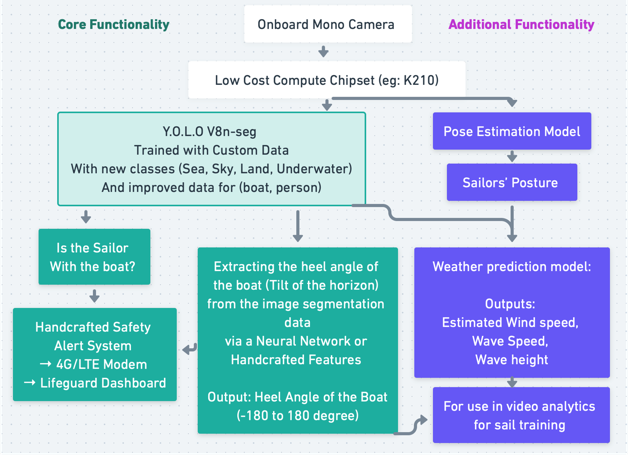 Core Functionality
Onboard Mono Camera
Additional Functionality
Low Cost Compute Chipset (eg: K210)
Y.O.L.O V8n-seg
Trained with Custom Data
With new classes (Sea, Sky, Land, Underwater)
And improved data for (boat, person)
Pose Estimation Model
Sailors' Posture
Is the Sailor
With the boat?
Extracting the heel angle of
the boat (Tilt of the horizon)
from the image segmentation
data
via a Neural Network or
Handcrafted Features
Output: Heel Angle of the Boat
(-180 to 180 degree)
Weather prediction model:
Outputs:
Estimated Wind speed,
Wave Speed,
Wave height
Handcrafted Safety
Alert System
→ 4G/LTE Modem
→ Lifeguard Dashboard
For use in video analytics
for sail training